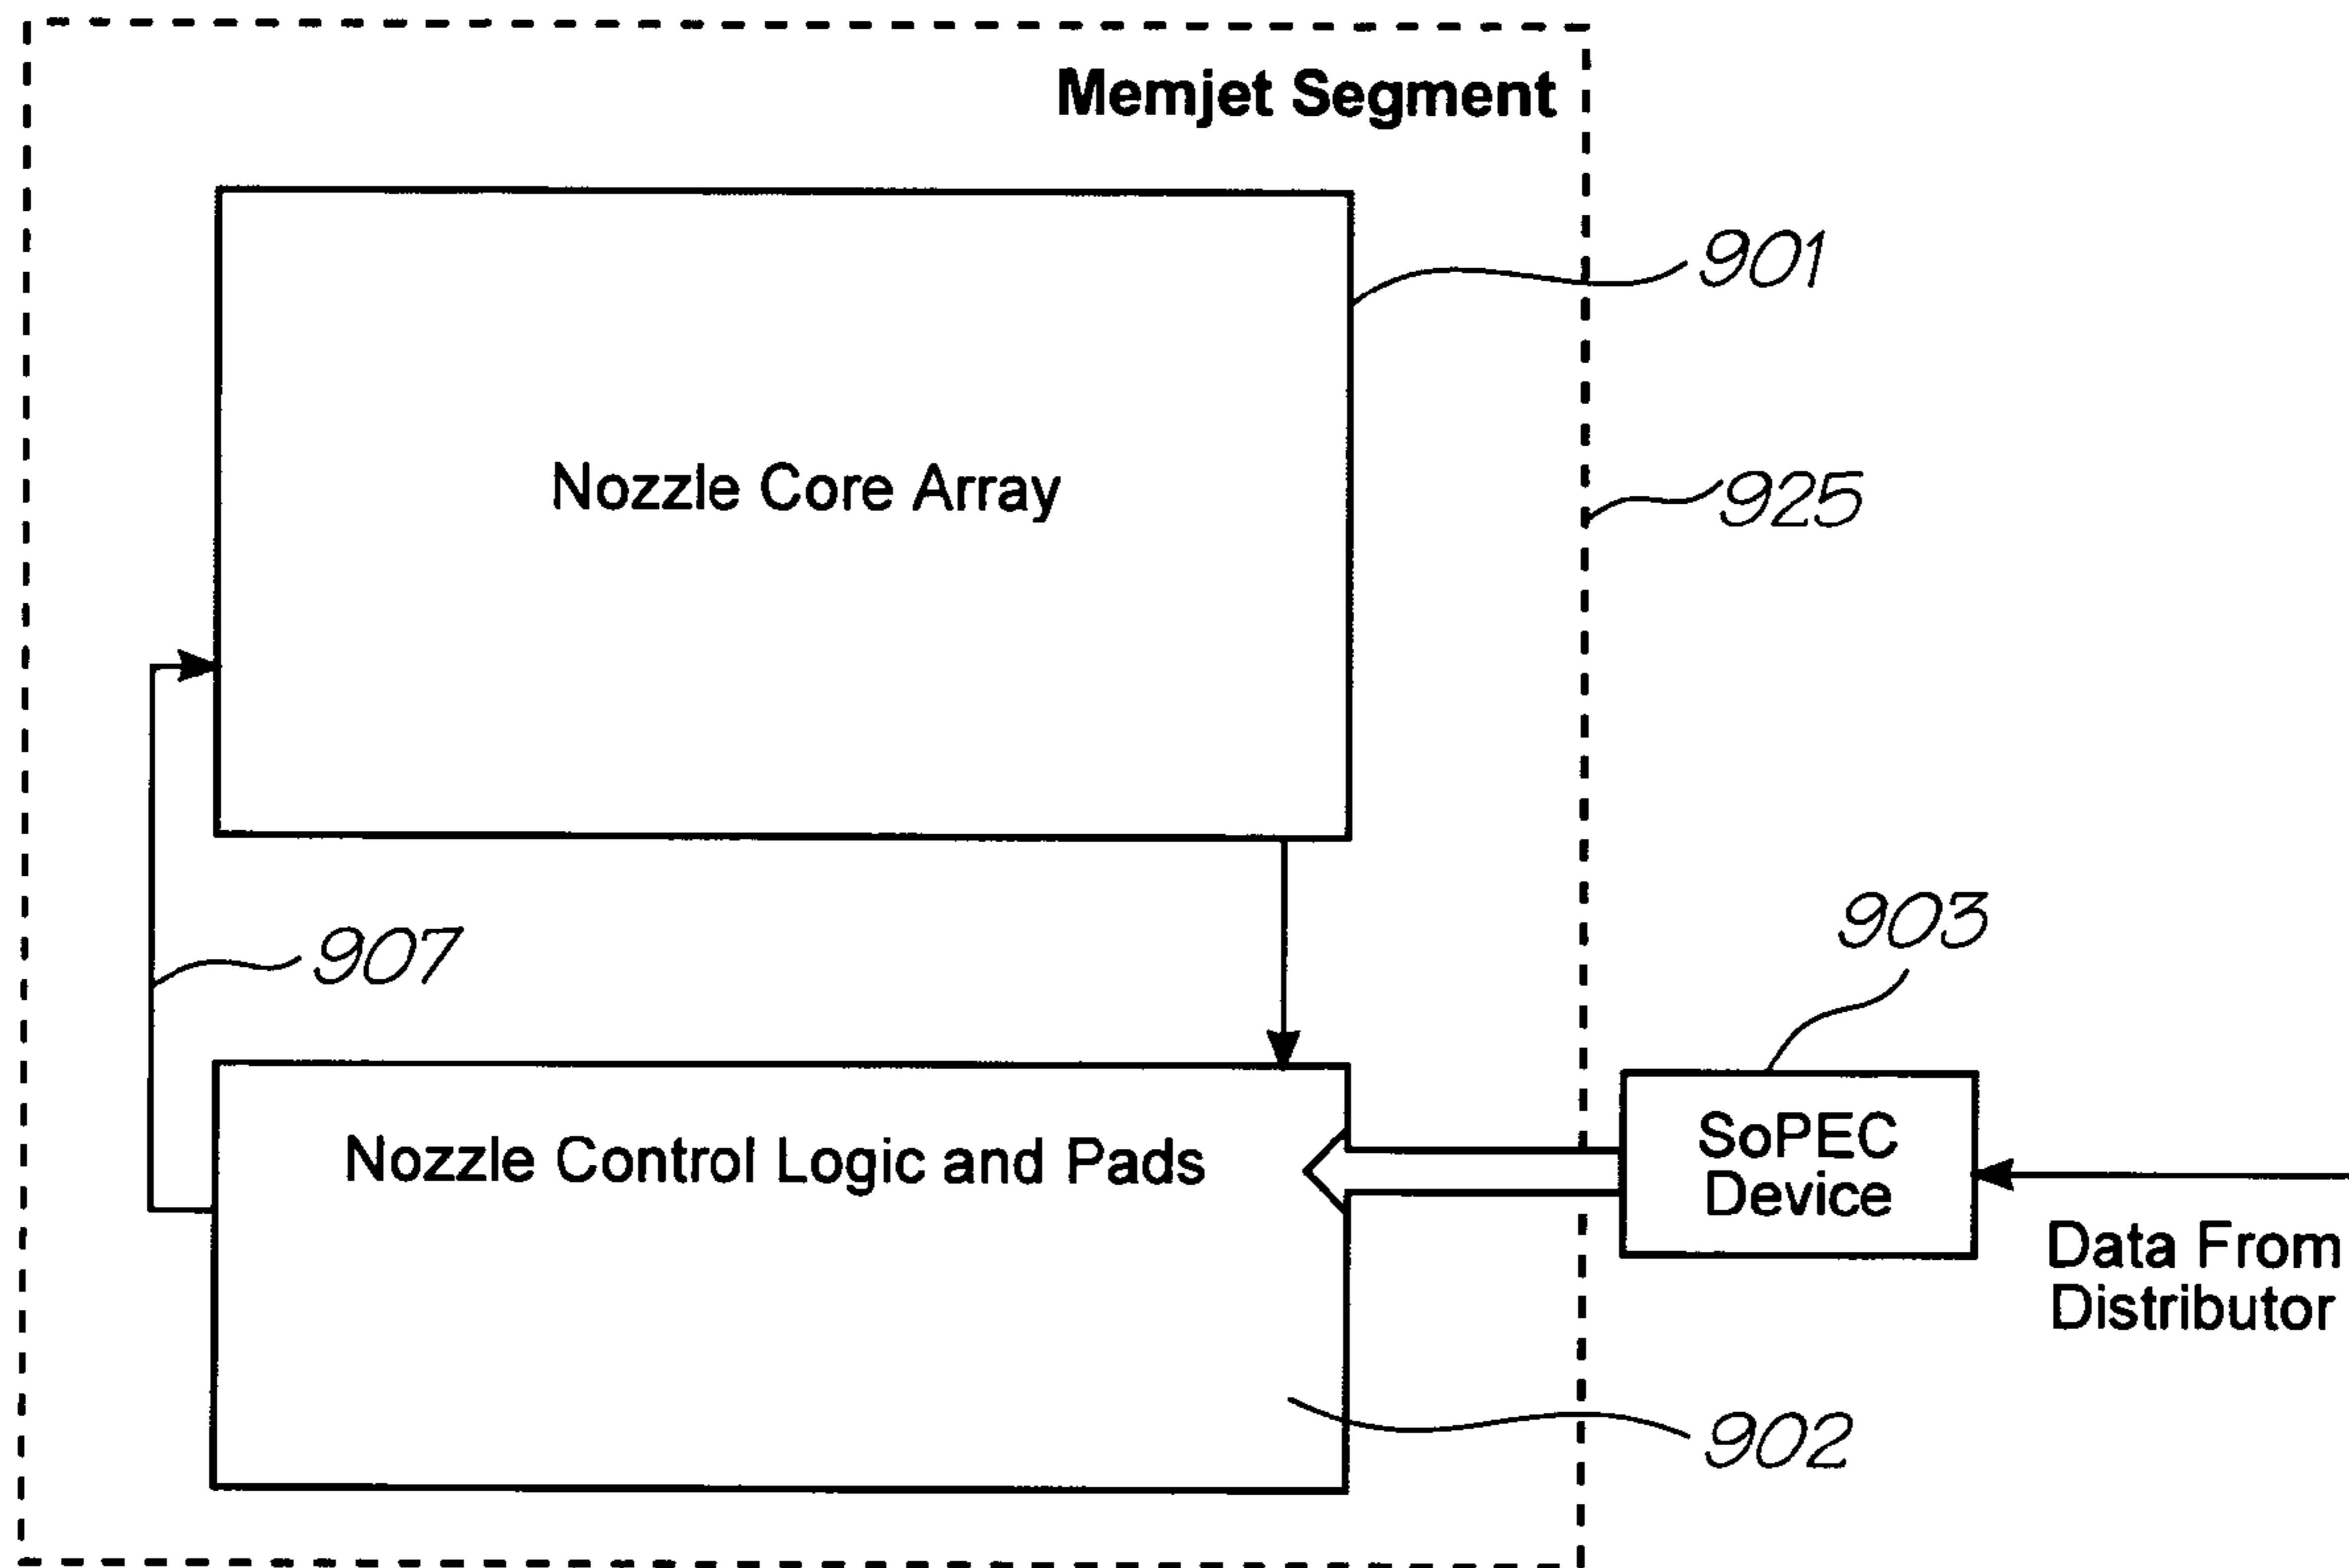 Memjet Segment
901
Nozzle Core Array
925
903
907
SoPEC
Device
Nozzle Control Logic and Pads
Data From
Distributor
902